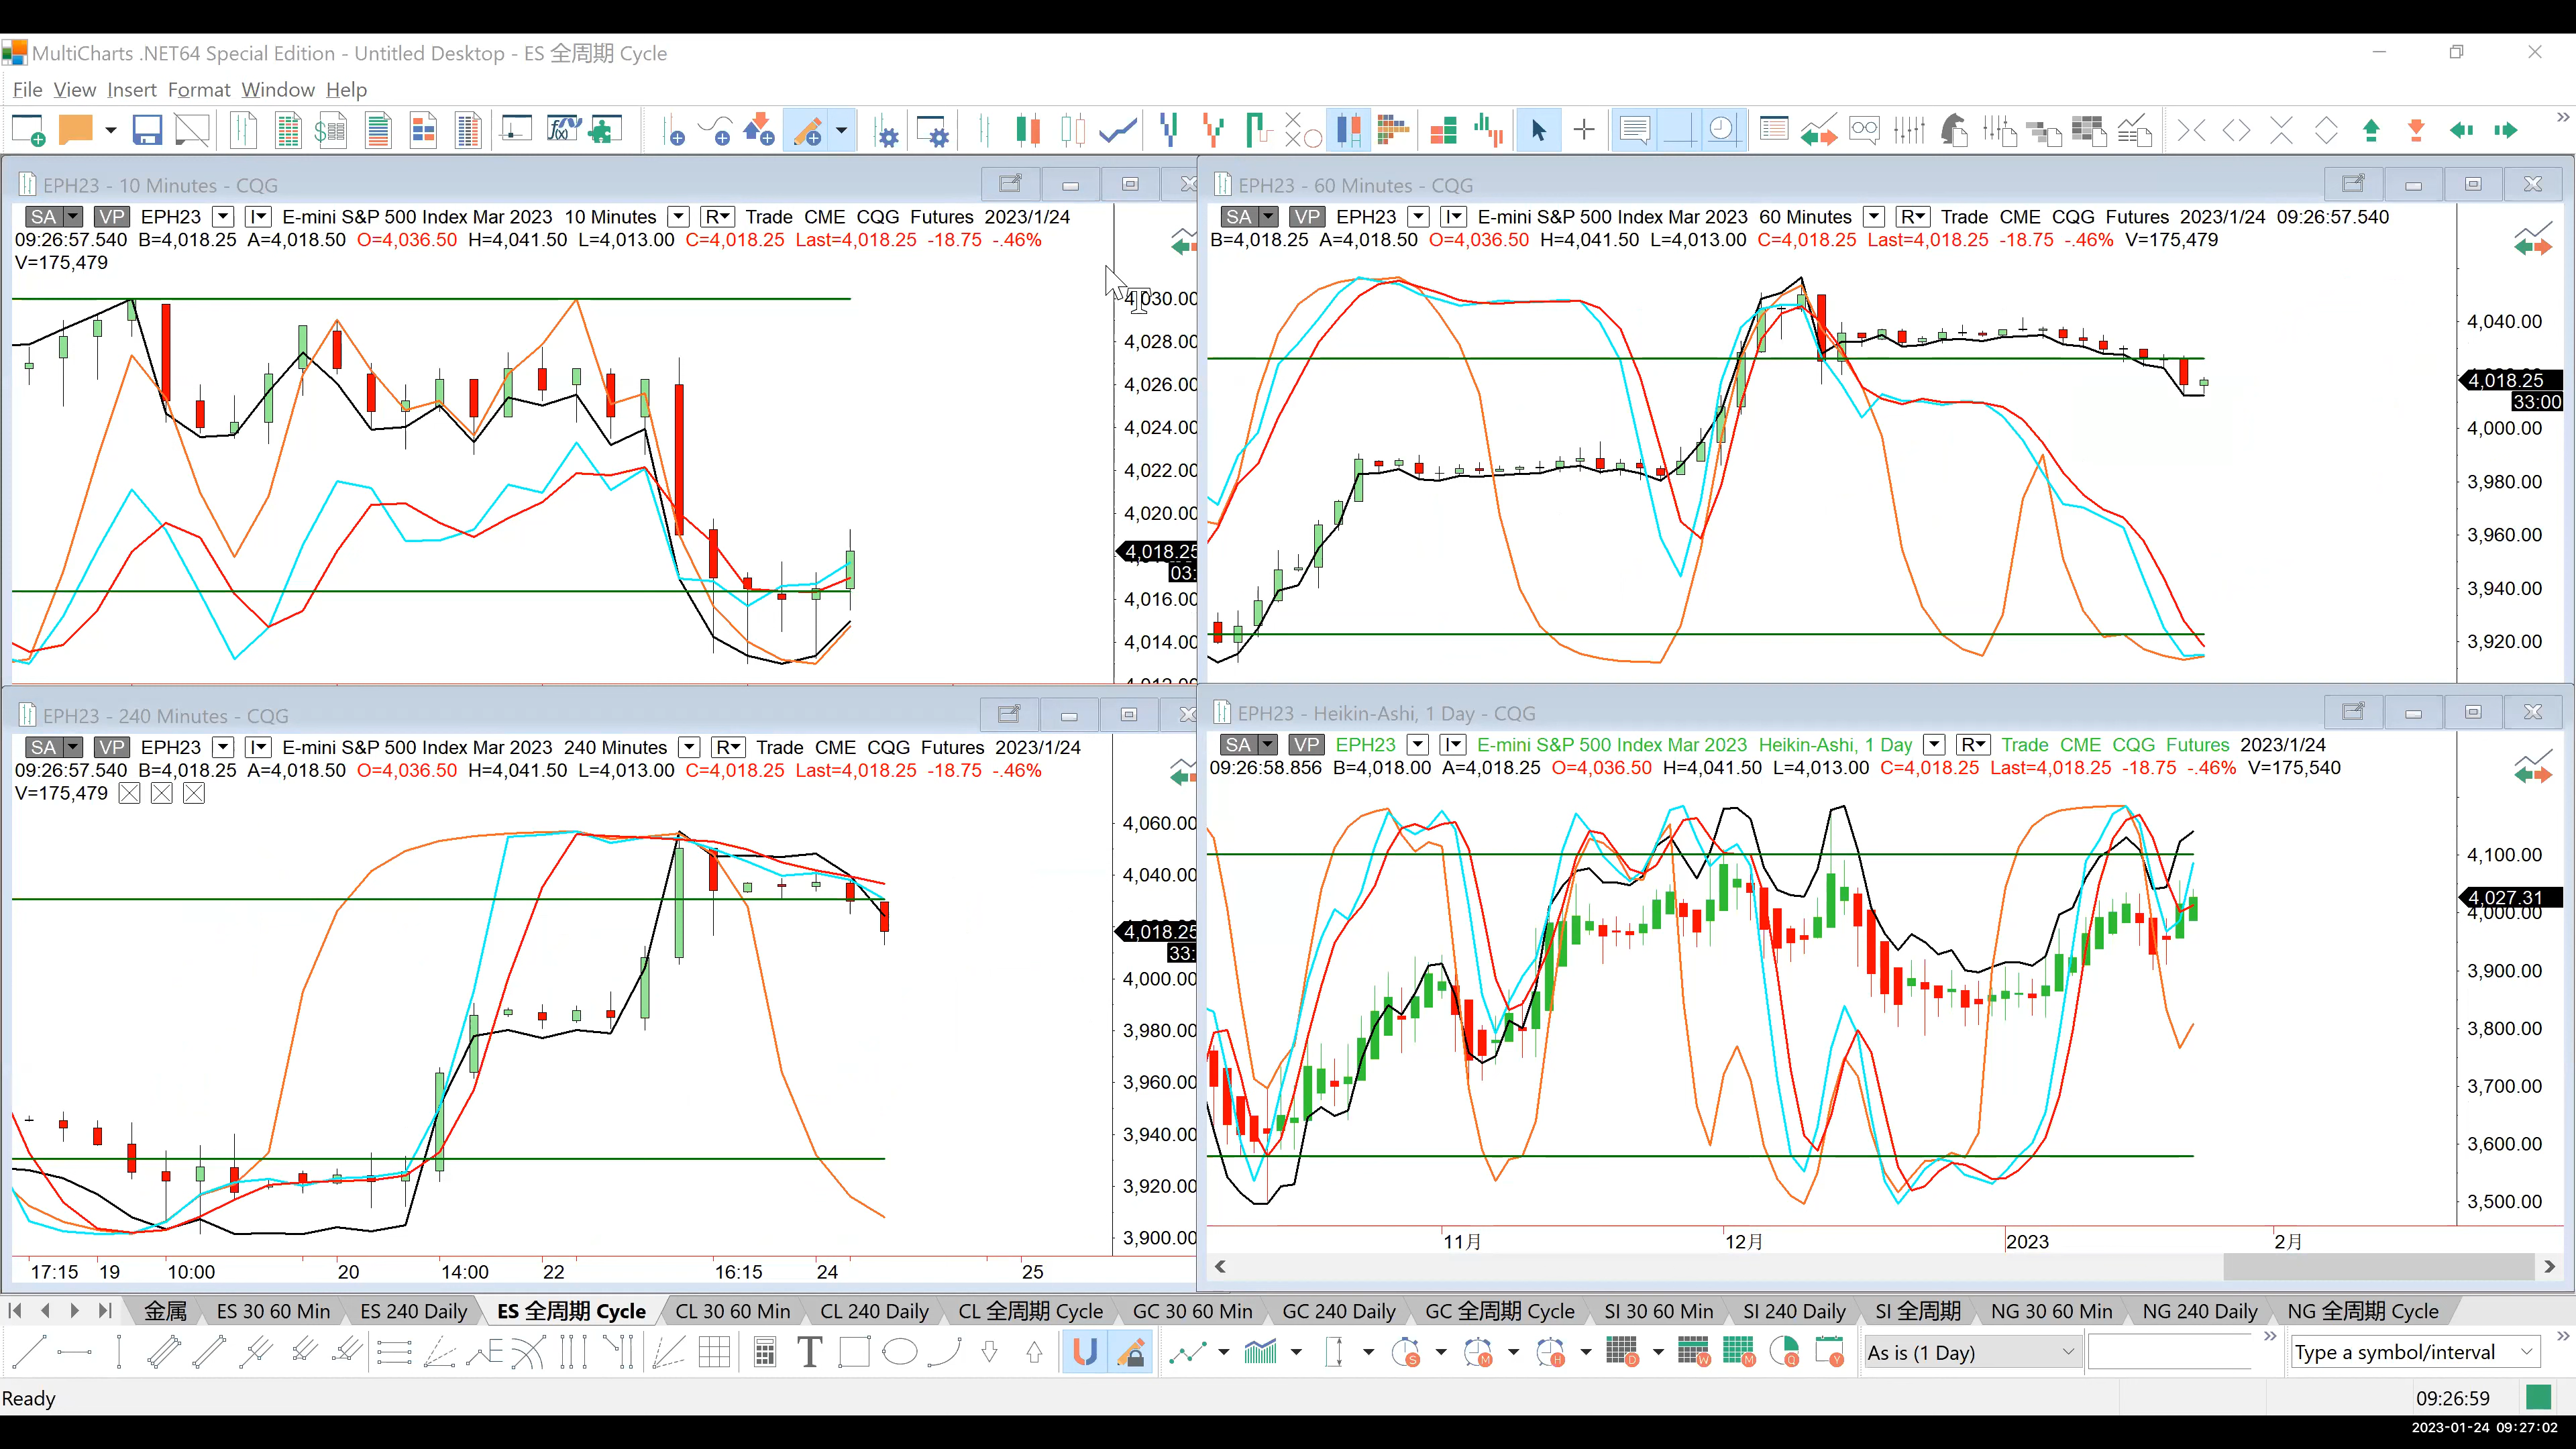 MultiCharts .NET64 Special Edition - Untitled Desktop - ES 全周期 Cycle
File View Insert Format Window Help
EPH23 - 10 Minutes - CQG
SA VP EPH23 I E-mini S&P 500 Index Mar 2023 10 Minutes R Trade CME CQG Futures 2023/1/24
09:26:57.540 B=4,018.25 A=4,018.50 O=4,036.50 H=4,041.50 L=4,013.00 C=4,018.25 Last=4,018.25 -18.75 -.46%
V=175,479
4,030.00
4,028.00
4,026.00
4,024.00
4,022.00
4,020.00
4,018.25
03:
4,016.00
4,014.00
4,012.00
EPH23 - 60 Minutes - CQG
SA VP EPH23 I E-mini S&P 500 Index Mar 2023 60 Minutes R Trade CME CQG Futures 2023/1/24 09:26:57.540
B=4,018.25 A=4,018.50 O=4,036.50 H=4,041.50 L=4,013.00 C=4,018.25 Last=4,018.25 -18.75 -.46% V=175,479
4,040.00
4,018.25
33:00
4,000.00
3,980.00
3,960.00
3,940.00
3,920.00
EPH23 - 240 Minutes - CQG
SA VP EPH23 I E-mini S&P 500 Index Mar 2023 240 Minutes R Trade CME CQG Futures 2023/1/24
09:26:57.540 B=4,018.25 A=4,018.50 O=4,036.50 H=4,041.50 L=4,013.00 C=4,018.25 Last=4,018.25 -18.75 -.46%
V=175,479
4,060.00
4,040.00
4,018.25
33:
4,000.00
3,980.00
3,960.00
3,940.00
3,920.00
3,900.00
17:15 19 10:00 20 14:00 22 16:15 24 25
EPH23 - Heikin-Ashi, 1 Day - CQG
SA VP EPH23 I E-mini S&P 500 Index Mar 2023 Heikin-Ashi, 1 Day R Trade CME CQG Futures 2023/1/24
09:26:58.856 B=4,018.00 A=4,018.25 O=4,036.50 H=4,041.50 L=4,013.00 C=4,018.25 Last=4,018.25 -18.75 -.46% V=175,540
4,100.00
4,027.31
4,000.00
3,900.00
3,800.00
3,700.00
3,600.00
3,500.00
11月 12月 2023 2月
金属 ES 30 60 Min ES 240 Daily ES 全周期 Cycle CL 30 60 Min CL 240 Daily CL 全周期 Cycle GC 30 60 Min GC 240 Daily GC 全周期 Cycle SI 30 60 Min SI 240 Daily SI 全周期 NG 30 60 Min NG 240 Daily NG 全周期 Cycle
As is (1 Day) Type a symbol/interval
Ready 09:26:59
2023-01-24 09:27:02